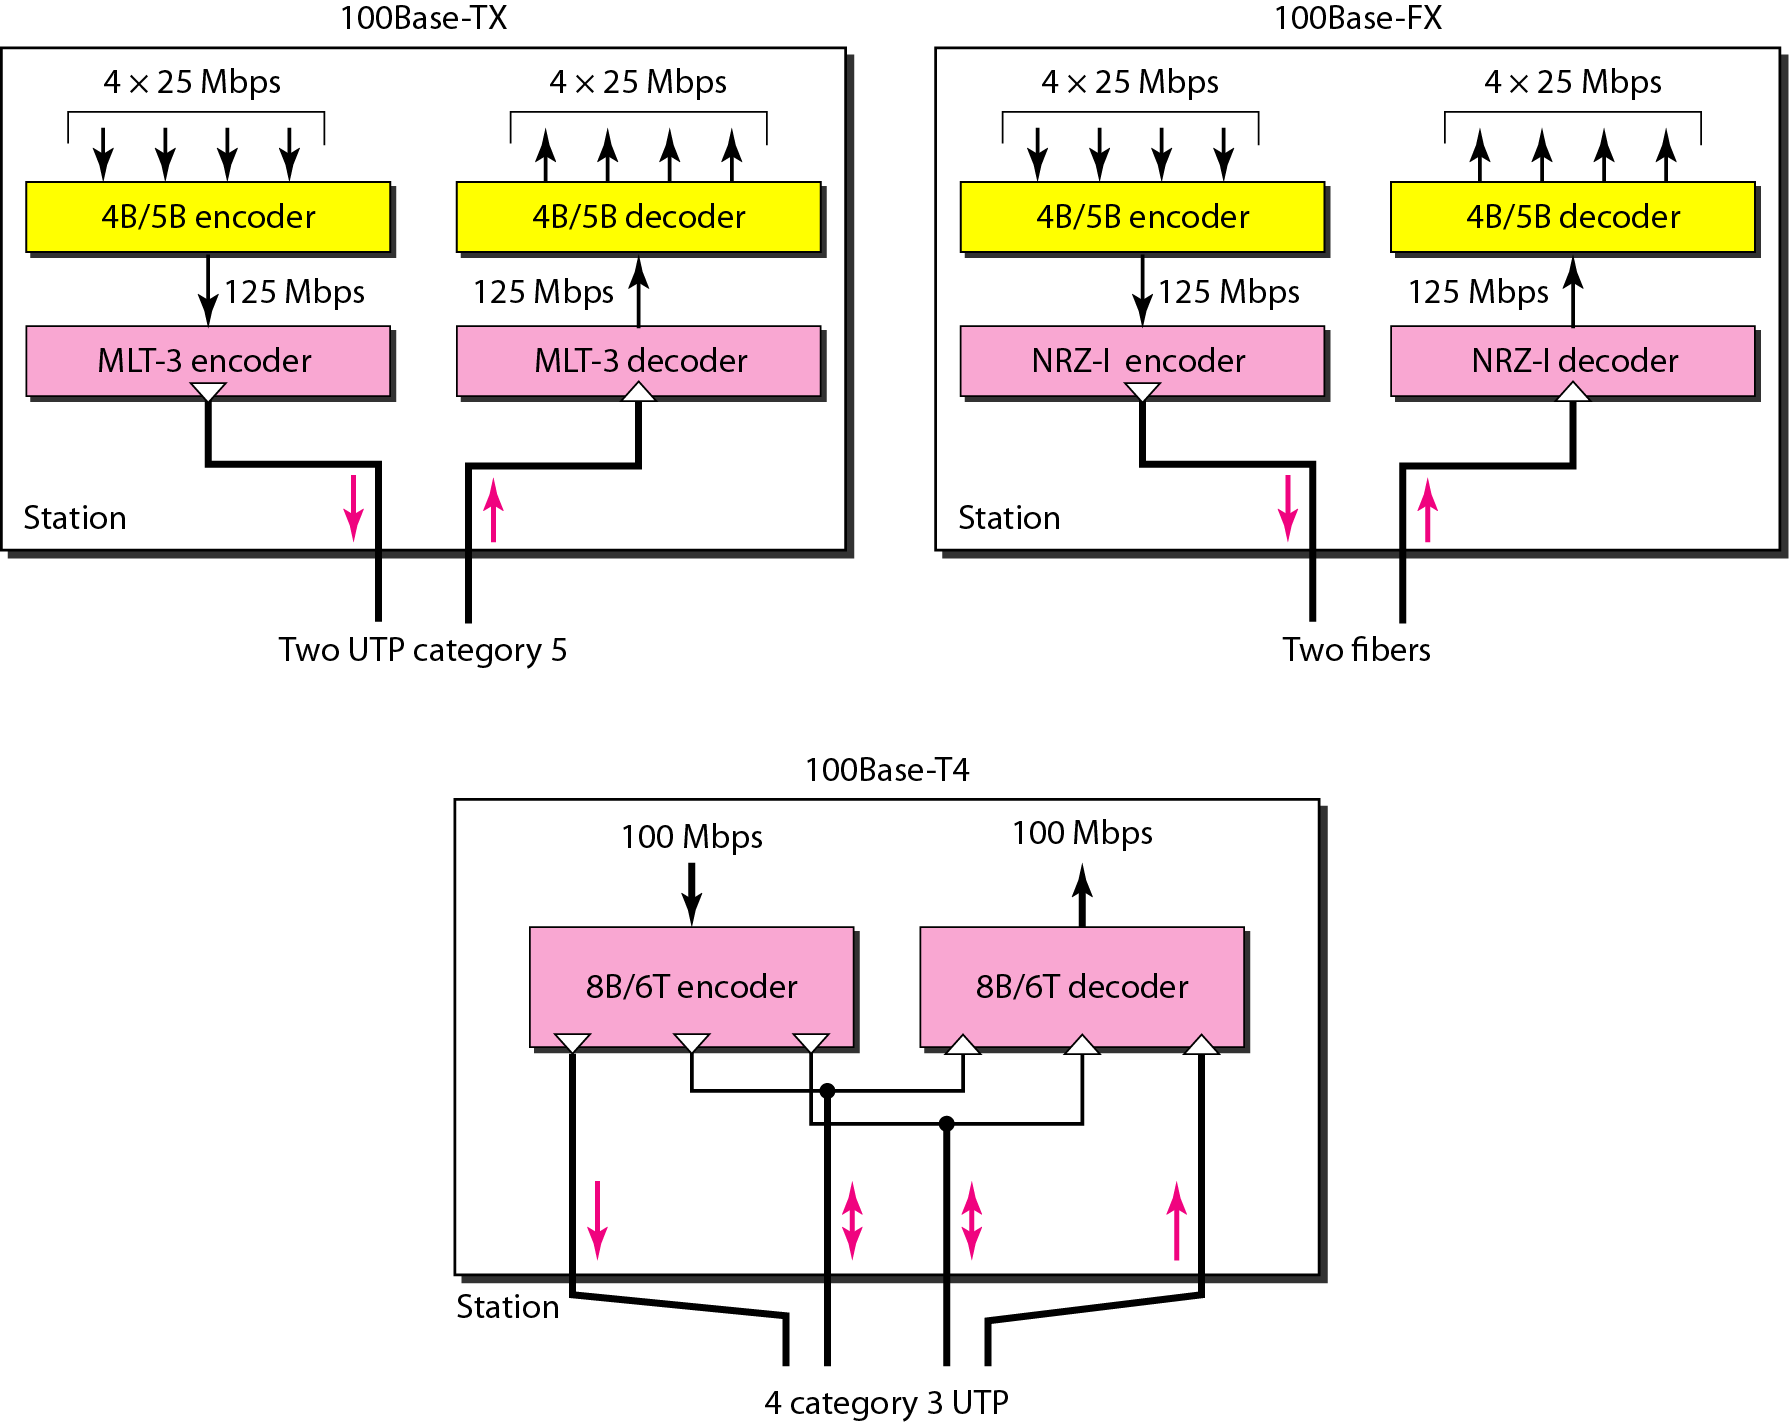 100Base-TX
4 × 25 Mbps
4 × 25 Mbps
4B/5B encoder
4B/5B decoder
125 Mbps
125 Mbps
MLT-3 encoder
MLT-3 decoder
Station
Two UTP category 5
100Base-FX
4 × 25 Mbps
4 × 25 Mbps
4B/5B encoder
4B/5B decoder
125 Mbps
125 Mbps
NRZ-I encoder
NRZ-I decoder
Station
Two fibers
100Base-T4
100 Mbps
100 Mbps
8B/6T encoder
8B/6T decoder
Station
4 category 3 UTP